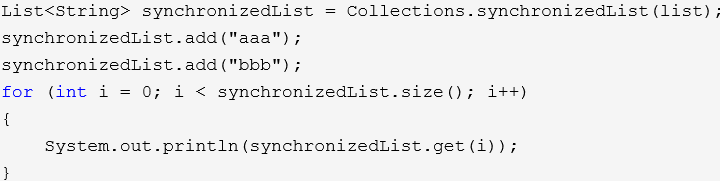 List<String> synchronizedList = Collections.synchronizedList(list);
synchronizedList.add("aaa");
synchronizedList.add("bbb");
for (int i = 0; i < synchronizedList.size(); i++)
{
    System.out.println(synchronizedList.get(i));
}